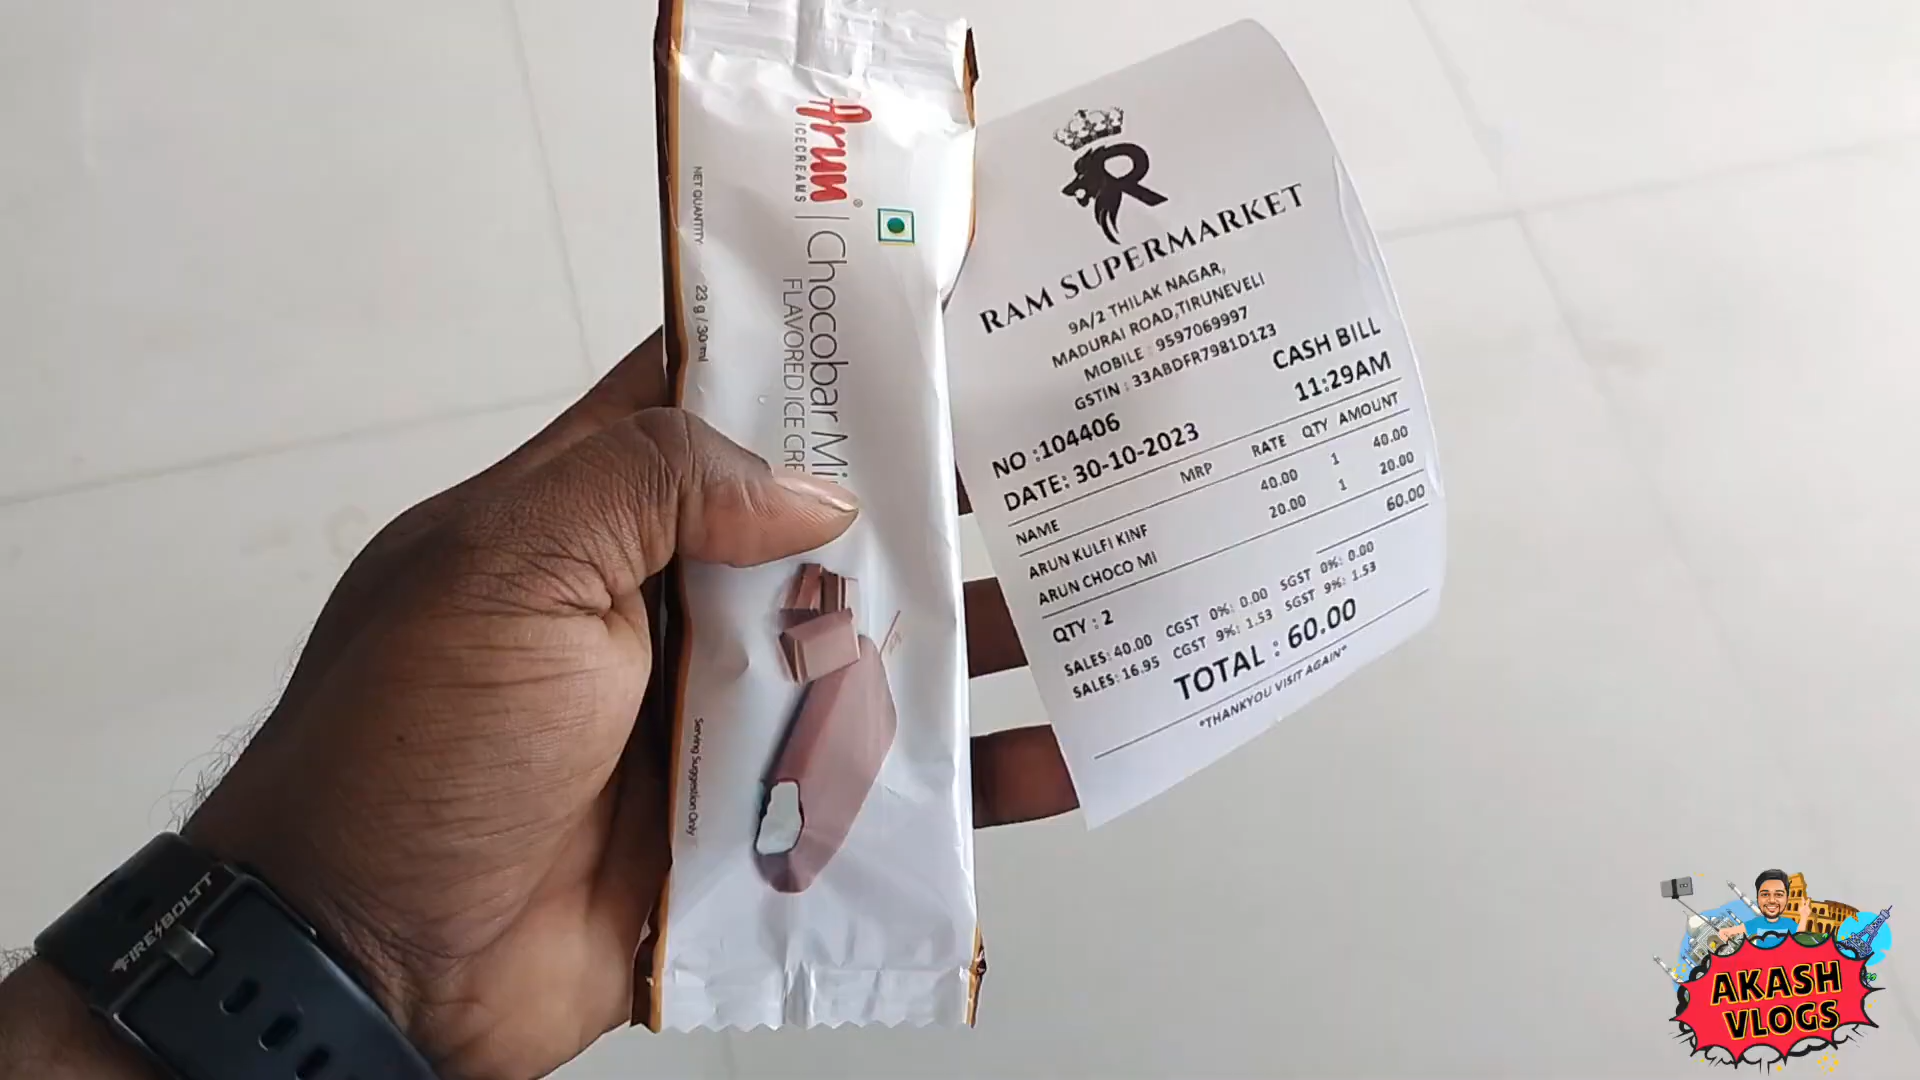 Arun®
ICECREAMS
Chocobar Mi
FLAVORED ICE CRE
NET QUANTITY: 23 g / 30 ml
Serving Suggestion Only
R
RAM SUPERMARKET
9A/2 THILAK NAGAR,
MADURAI ROAD,TIRUNEVELI
MOBILE : 9597069997
GSTIN : 33ABDFR7981D1Z3
CASH BILL
NO :104406
DATE: 30-10-2023 11:29AM
NAME MRP RATE QTY AMOUNT
ARUN KULFI KINF 40.00 1 40.00
ARUN CHOCO MI 20.00 1 20.00
QTY : 2 60.00
SALES: 40.00 CGST 0%: 0.00 SGST 0%: 0.00
SALES: 16.95 CGST 9%: 1.53 SGST 9%: 1.53
TOTAL : 60.00
*THANKYOU VISIT AGAIN*
FIREBOLTT
AKASH
VLOGS